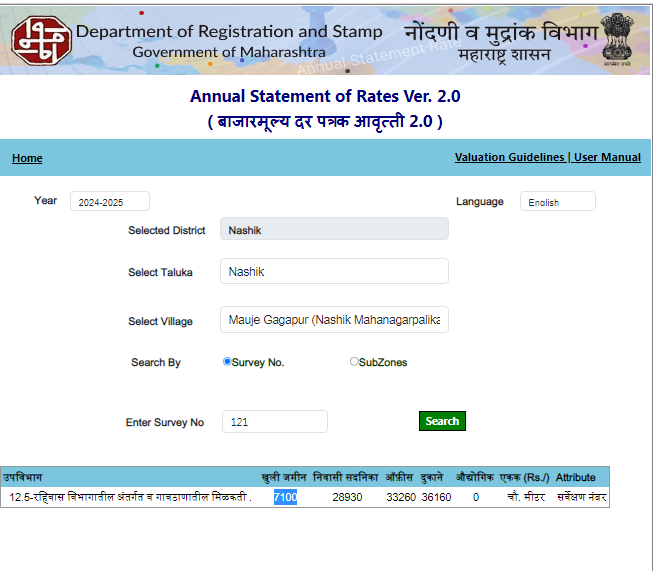 Department of Registration and Stamp
Government of Maharashtra
नोंदणी व मुद्रांक विभाग
महाराष्ट्र शासन
Annual Statement Rate
Annual Statement of Rates Ver. 2.0
( बाजारमूल्य दर पत्रक आवृत्ती 2.0 )
Home Valuation Guidelines | User Manual
Year 2024-2025 Language English
Selected District Nashik
Select Taluka Nashik
Select Village Mauje Gagapur (Nashik Mahanagarpalika
Search By Survey No. SubZones
Enter Survey No 121 Search
उपविभाग खुली जमीन निवासी सदनिका ऑफ़ीस दुकाने औद्योगिक एकक (Rs./) Attribute
12.5-रहिवास विभागातील अंतर्गत व गावठाणातील मिळकती . 7100 28930 33260 36160 0 चौ. मीटर सर्वेक्षण नंबर